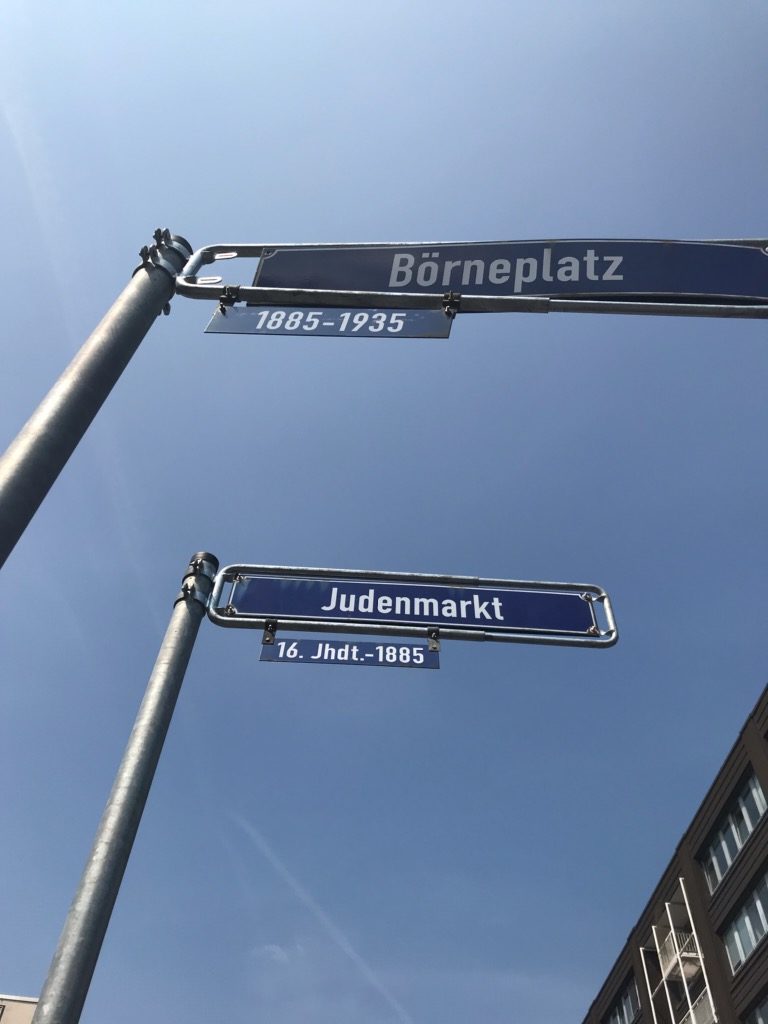 Börneplatz
1885-1935
Judenmarkt
16. Jhdt.-1885